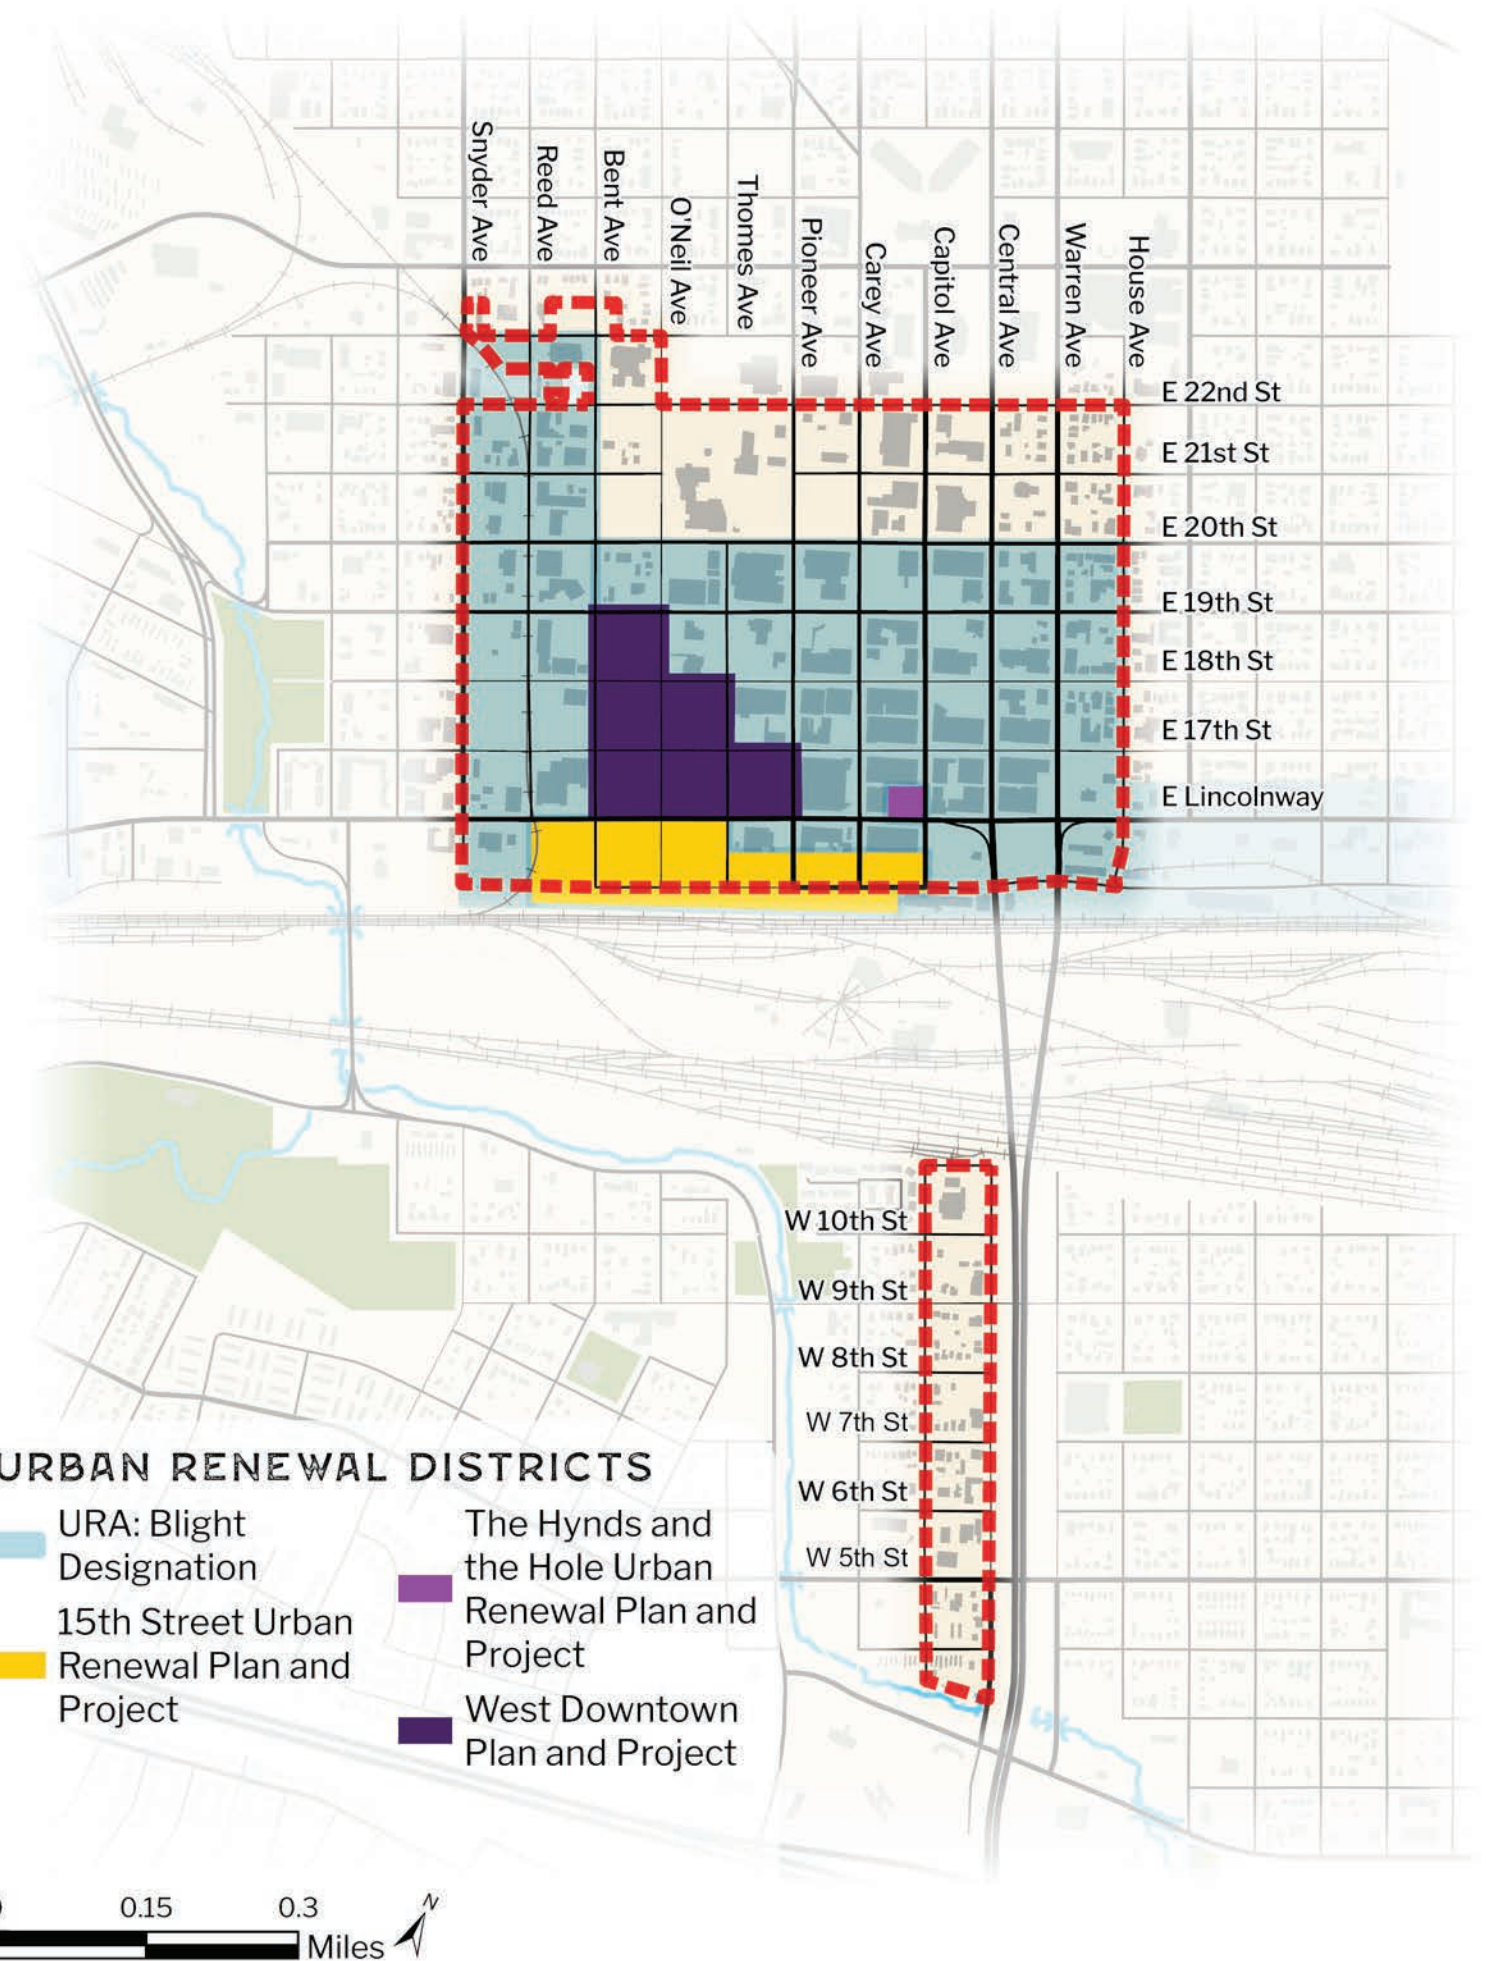 Snyder Ave
Reed Ave
Bent Ave
O'Neil Ave
Thomes Ave
Pioneer Ave
Carey Ave
Capitol Ave
Central Ave
Warren Ave
House Ave
E 22nd St
E 21st St
E 20th St
E 19th St
E 18th St
E 17th St
E Lincolnway
W 10th St
W 9th St
W 8th St
W 7th St
W 6th St
W 5th St
URBAN RENEWAL DISTRICTS
URA: Blight
Designation
15th Street Urban
Renewal Plan and
Project
The Hynds and
the Hole Urban
Renewal Plan and
Project
West Downtown
Plan and Project
0.15
0.3
Miles
N